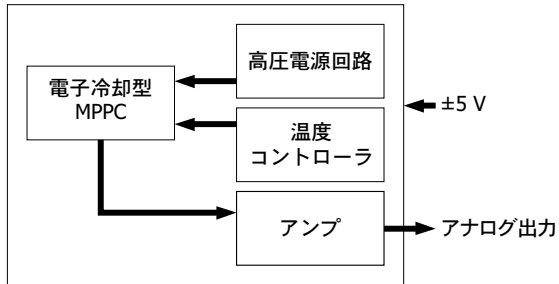 高圧電源回路
電子冷却型
MPPC
±5 V
温度
コントローラ
アンプ
アナログ出力